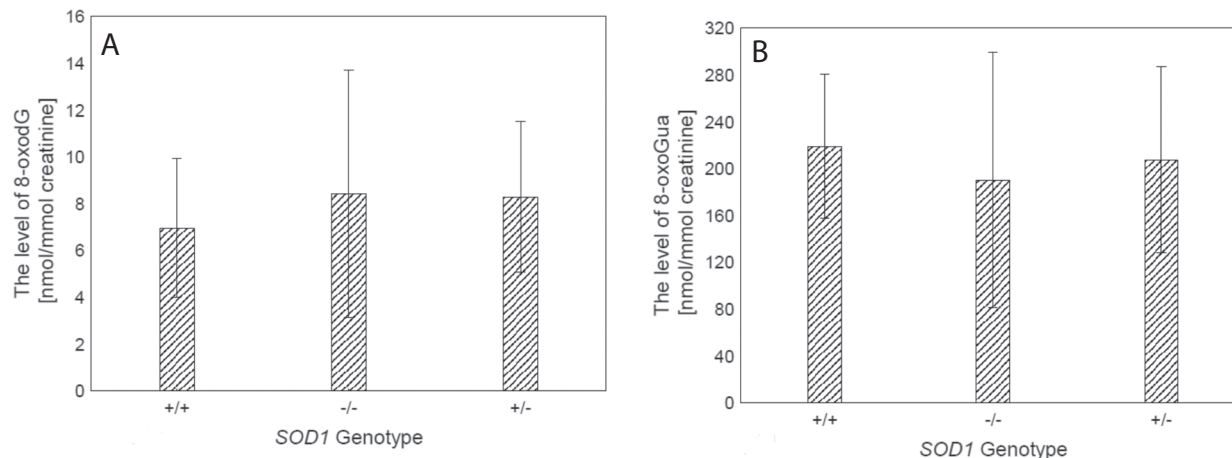 A
The level of 8-oxodG
[nmol/mmol creatinine]
16
14
12
10
8
6
4
2
0
+/+ -/- +/-
SOD1 Genotype
B
The level of 8-oxoGua
[nmol/mmol creatinine]
320
280
240
200
160
120
80
40
0
+/+ -/- +/-
SOD1 Genotype